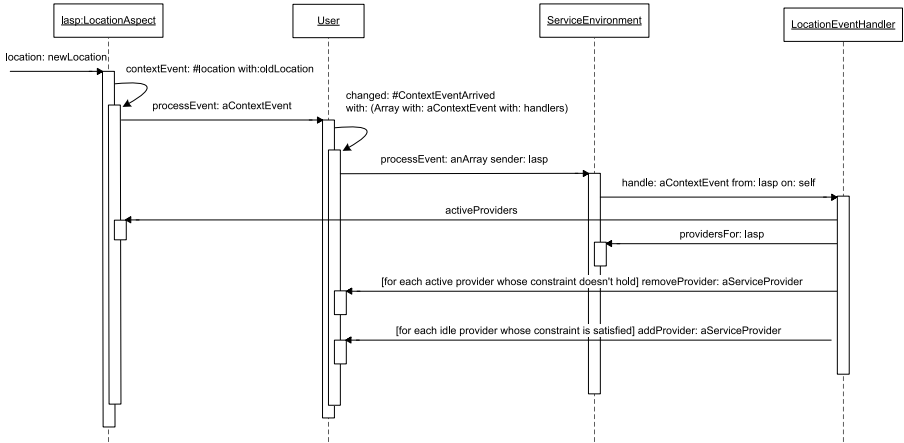 lasp:LocationAspect
User
ServiceEnvironment
LocationEventHandler
location: newLocation
contextEvent: #location with:oldLocation
processEvent: aContextEvent
changed: #ContextEventArrived
with: (Array with: aContextEvent with: handlers)
processEvent: anArray sender: lasp
handle: aContextEvent from: lasp on: self
activeProviders
providersFor: lasp
[for each active provider whose constraint doesn't hold] removeProvider: aServiceProvider
[for each idle provider whose constraint is satisfied] addProvider: aServiceProvider